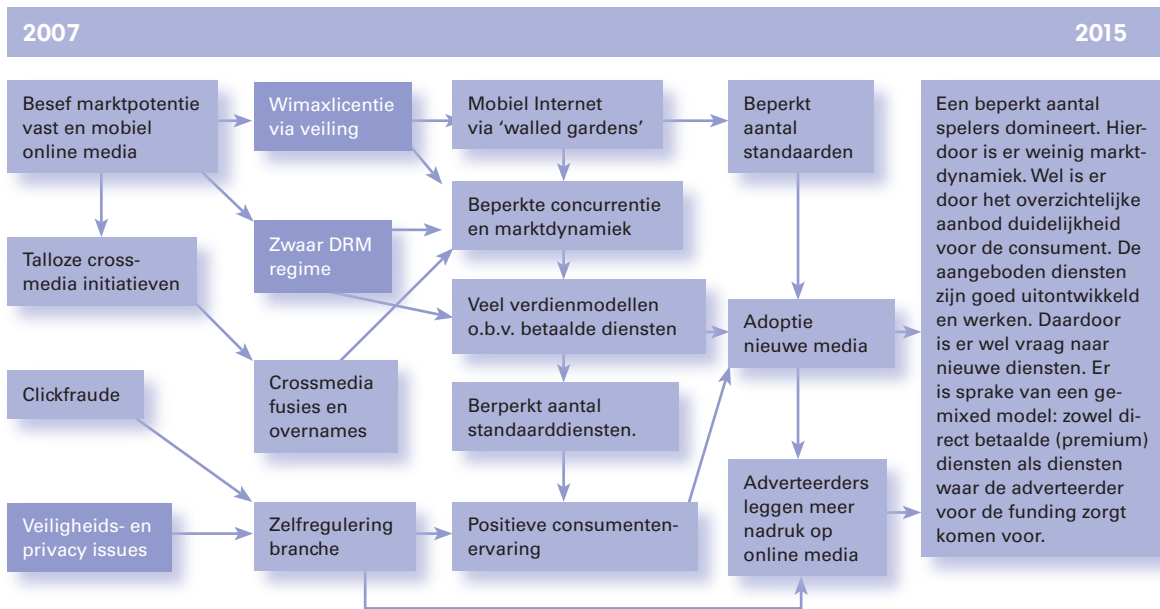 2007
2015
Besef marktpotentie
vast en mobiel
online media
Wimaxlicentie
via veiling
Mobiel Internet
via ‘walled gardens’
Beperkt
aantal
standaarden
Een beperkt aantal
spelers domineert. Hier-
door is er weinig markt-
dynamiek. Wel is er
door het overzichtelijke
aanbod duidelijkheid
voor de consument. De
aangeboden diensten
zijn goed uitontwikkeld
en werken. Daardoor
is er wel vraag naar
nieuwe diensten. Er
is sprake van een ge-
mixed model: zowel di-
rect betaalde (premium)
diensten als diensten
waar de adverteerder
voor de funding zorgt
komen voor.
Talloze cross-
media initiatieven
Zwaar DRM
regime
Beperkte concurrentie
en marktdynamiek
Veel verdienmodellen
o.b.v. betaalde diensten
Adoptie
nieuwe media
Clickfraude
Crossmedia
fusies en
overnames
Berperkt aantal
standaarddiensten.
Veiligheids- en
privacy issues
Zelfregulering
branche
Positieve consumenten-
ervaring
Adverteerders
leggen meer
nadruk op
online media